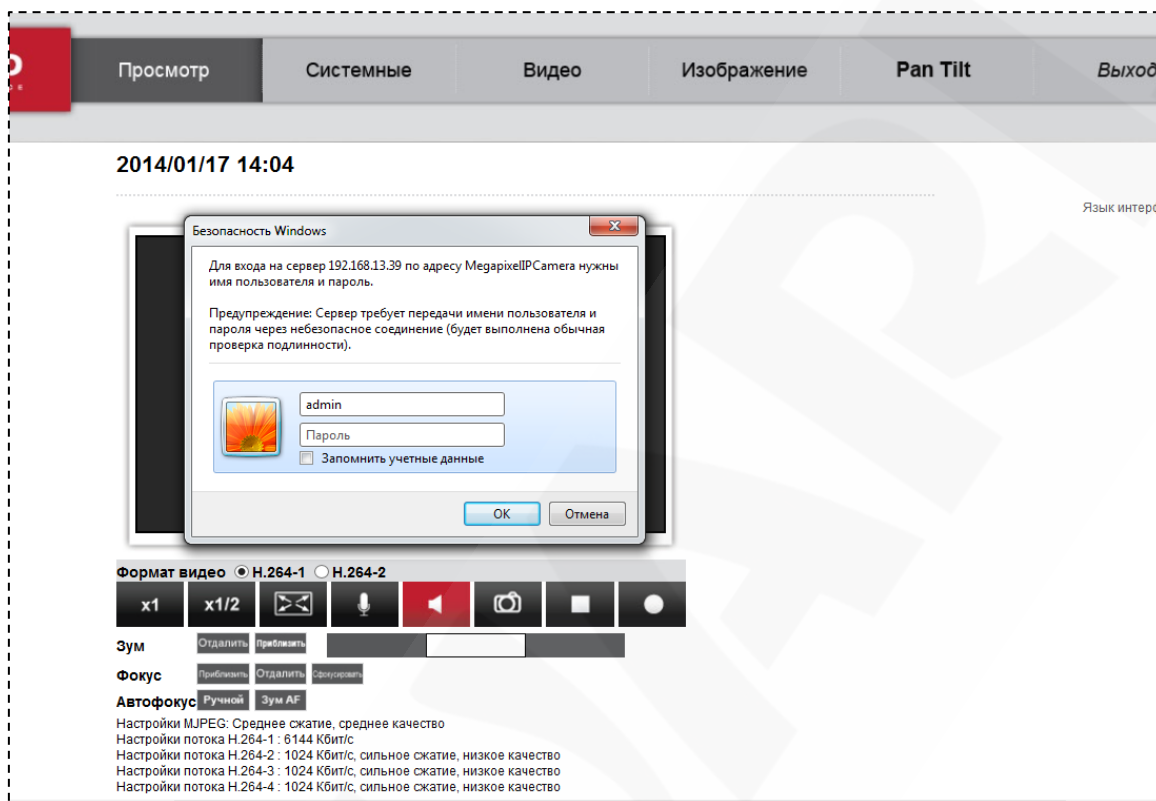 Просмотр Системные Видео Изображение Pan Tilt Выход
2014/01/17 14:04
Язык интерф
Безопасность Windows
Для входа на сервер 192.168.13.39 по адресу MegapixelIPCamera нужны
имя пользователя и пароль.
Предупреждение: Сервер требует передачи имени пользователя и
пароля через небезопасное соединение (будет выполнена обычная
проверка подлинности).
admin
Пароль
Запомнить учетные данные
OK Отмена
Формат видео H.264-1 H.264-2
x1 x1/2
Зум Отдалить Приблизить
Фокус Приблизить Отдалить Сфокусировать
Автофокус Ручной Зум AF
Настройки MJPEG: Среднее сжатие, среднее качество
Настройки потока H.264-1 : 6144 Кбит/с
Настройки потока H.264-2 : 1024 Кбит/с, сильное сжатие, низкое качество
Настройки потока H.264-3 : 1024 Кбит/с, сильное сжатие, низкое качество
Настройки потока H.264-4 : 1024 Кбит/с, сильное сжатие, низкое качество